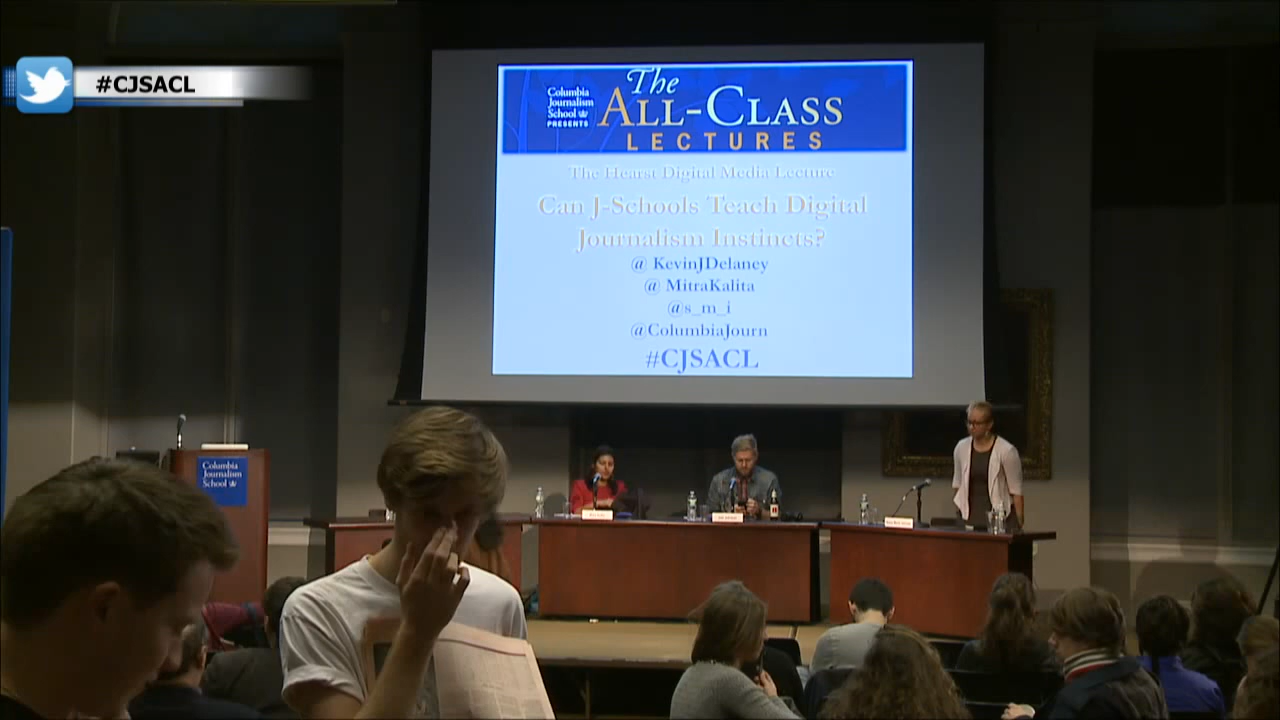 #CJSACL
Columbia
Journalism
School
PRESENTS
The
ALL-CLASS
LECTURES
The Hearst Digital Media Lecture
Can J-Schools Teach Digital
Journalism Instincts?
@ KevinJDelaney
@ MitraKalita
@s_m_i
@ColumbiaJourn
#CJSACL
Columbia
Journalism
School